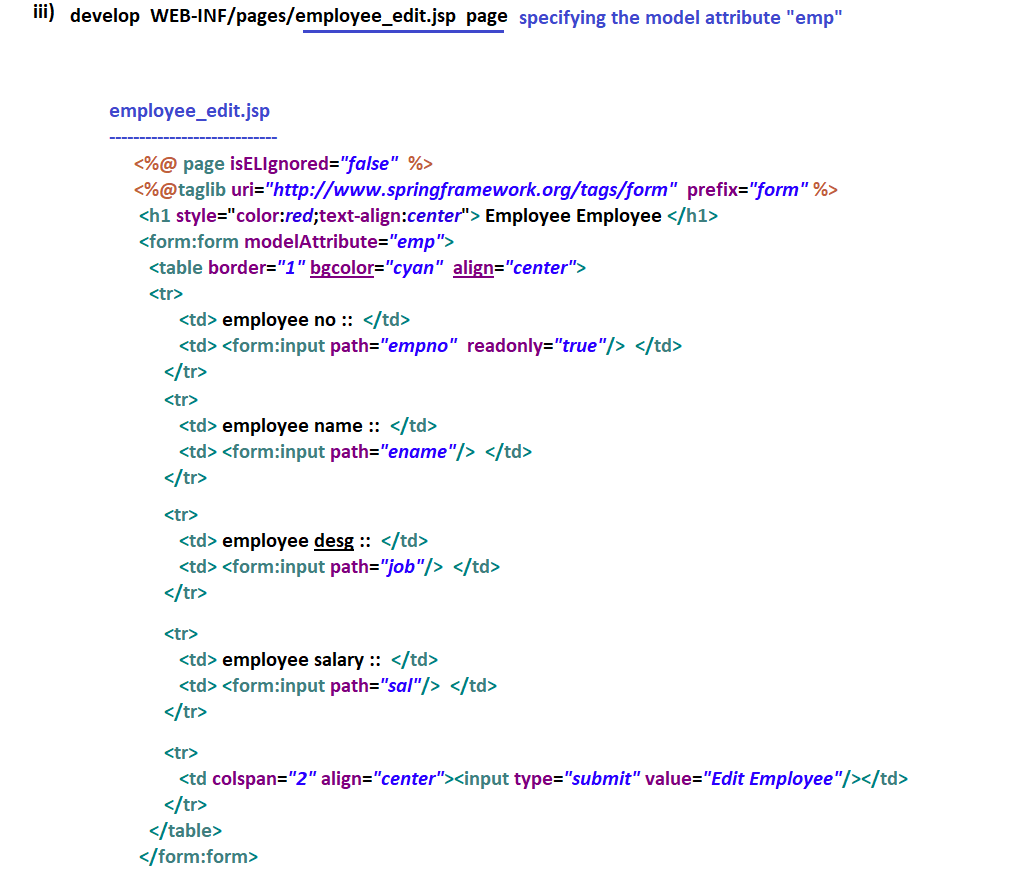 iii) develop WEB-INF/pages/employee_edit.jsp page specifying the model attribute "emp"
employee_edit.jsp
----------------------------
<%@ page isELIgnored="false" %>
<%@taglib uri="http://www.springframework.org/tags/form" prefix="form" %>
<h1 style="color:red;text-align:center"> Employee Employee </h1>
<form:form modelAttribute="emp">
<table border="1" bgcolor="cyan" align="center">
<tr>
<td> employee no :: </td>
<td> <form:input path="empno" readonly="true"/> </td>
</tr>
<tr>
<td> employee name :: </td>
<td> <form:input path="ename"/> </td>
</tr>
<tr>
<td> employee desg :: </td>
<td> <form:input path="job"/> </td>
</tr>
<tr>
<td> employee salary :: </td>
<td> <form:input path="sal"/> </td>
</tr>
<tr>
<td colspan="2" align="center"><input type="submit" value="Edit Employee"/></td>
</tr>
</table>
</form:form>